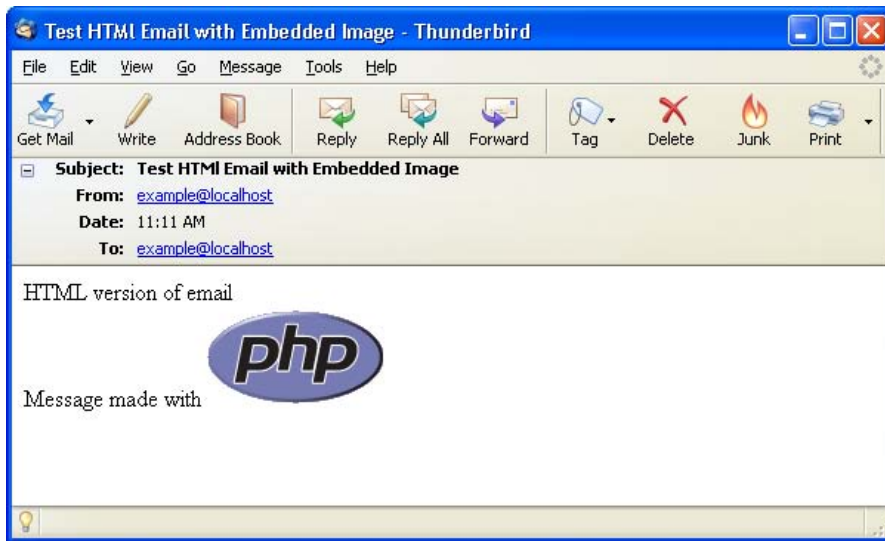 Test HTMl Email with Embedded Image - Thunderbird
File Edit View Go Message Tools Help
Get Mail Write Address Book Reply Reply All Forward Tag Delete Junk Print
Subject: Test HTMl Email with Embedded Image
From: example@localhost
Date: 11:11 AM
To: example@localhost
HTML version of email
php
Message made with